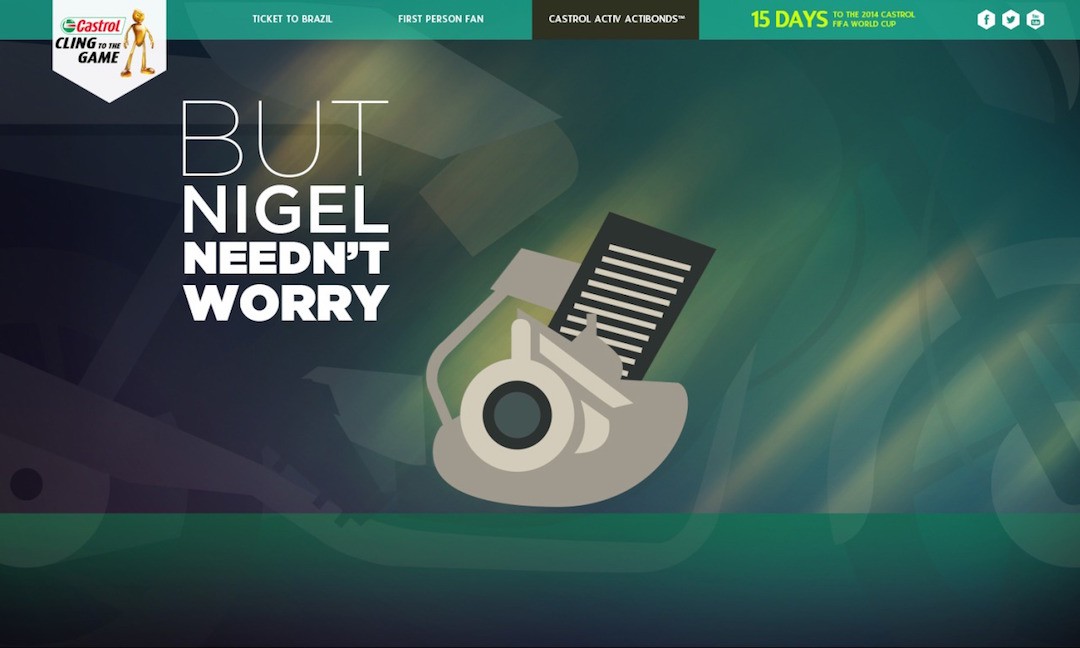 Castrol
CLING TO THE
GAME
TICKET TO BRAZIL
FIRST PERSON FAN
CASTROL ACTIV ACTIBONDS™
15 DAYS
TO THE 2014 CASTROL
FIFA WORLD CUP
BUT
NIGEL
NEEDN'T
WORRY